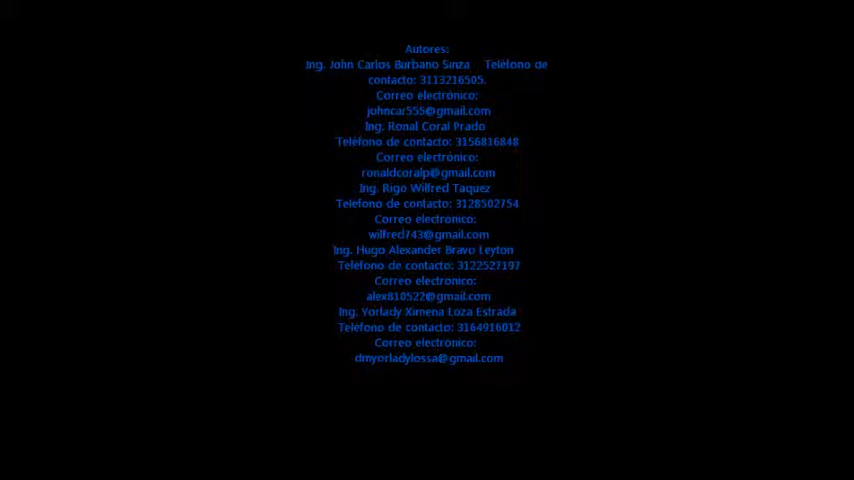 Autores:
Ing. John Carlos Burbano Sinza Teléfono de
contacto: 3113216505.
Correo electrónico:
johncar555@gmail.com
Ing. Ronal Coral Prado
Teléfono de contacto: 3156816848
Correo electrónico:
ronaldcoralp@gmail.com
Ing. Rigo Wilfred Taquez
Telefono de contacto: 3128502754
Correo electronico:
wilfred743@gmail.com
Ing. Hugo Alexander Bravo Leyton
Teléfono de contacto: 3122527197
Correo electronico:
alex810522@gmail.com
Ing. Yorlady Ximena Loza Estrada
Teléfono de contacto: 3164916012
Correo electrónico:
dmyorladylossa@gmail.com